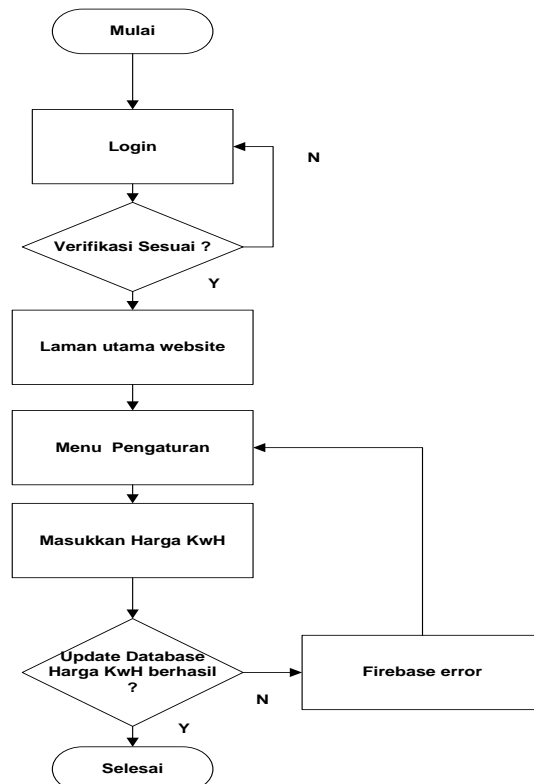 Mulai
Login
N
Verifikasi Sesuai ?
Y
Laman utama website
Menu Pengaturan
Masukkan Harga KwH
Update Database
Harga KwH berhasil
?
Firebase error
N
Y
Selesai